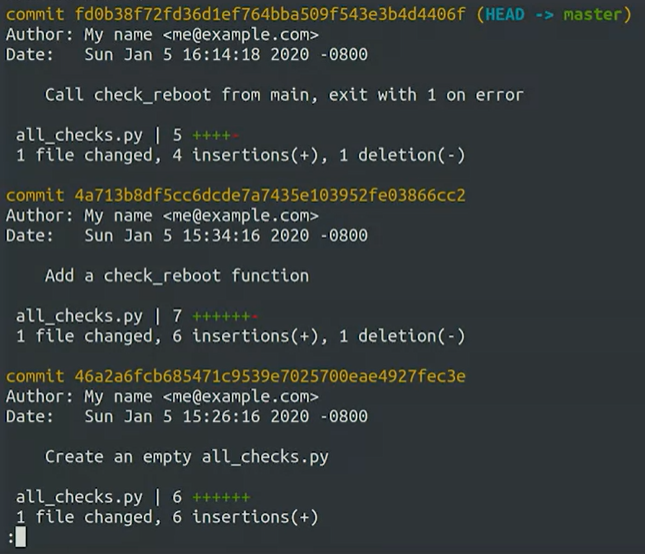 commit fd0b38f72fd36d1ef764bba509f543e3b4d4406f (HEAD -> master)
Author: My name <me@example.com>
Date:   Sun Jan 5 16:14:18 2020 -0800
    Call check_reboot from main, exit with 1 on error
 all_checks.py | 5 ++++-
 1 file changed, 4 insertions(+), 1 deletion(-)
commit 4a713b8df5cc6dcde7a7435e103952fe03866cc2
Author: My name <me@example.com>
Date:   Sun Jan 5 15:34:16 2020 -0800
    Add a check_reboot function
 all_checks.py | 7 ++++++-
 1 file changed, 6 insertions(+), 1 deletion(-)
commit 46a2a6fcb685471c9539e7025700eae4927fec3e
Author: My name <me@example.com>
Date:   Sun Jan 5 15:26:16 2020 -0800
    Create an empty all_checks.py
 all_checks.py | 6 ++++++
 1 file changed, 6 insertions(+)
: